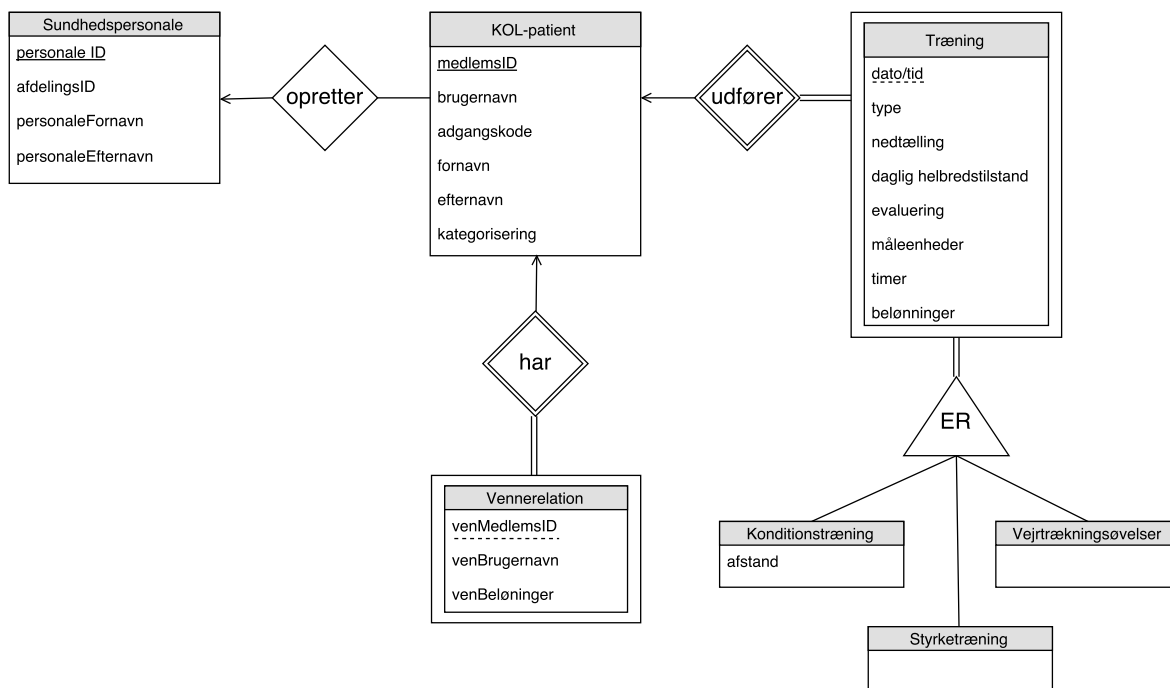 Sundhedspersonale
personale ID
afdelingsID
personaleFornavn
personaleEfternavn
opretter
KOL-patient
medlemsID
brugernavn
adgangskode
fornavn
efternavn
kategorisering
udfører
Træning
dato/tid
type
nedtælling
daglig helbredstilstand
evaluering
måleenheder
timer
belønninger
har
ER
Vennerelation
venMedlemsID
venBrugernavn
venBeløninger
Konditionstræning
afstand
Vejrtrækningsøvelser
Styrketræning